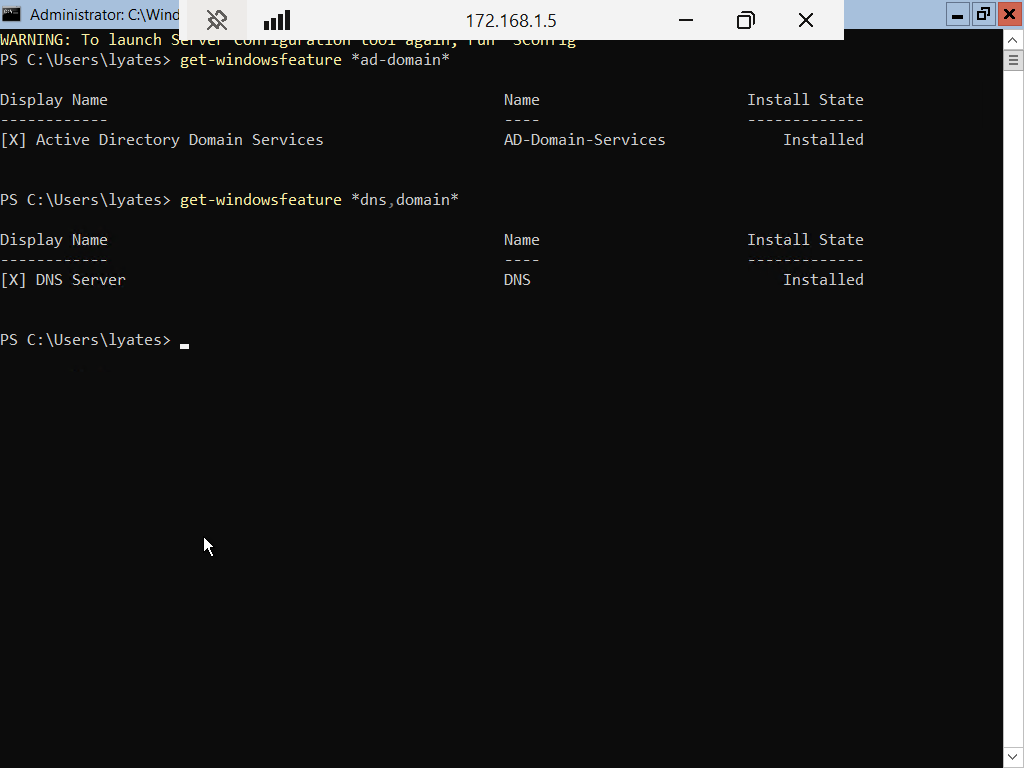 Administrator: C:\Wind
172.168.1.5
WARNING: To launch Server Configuration tool again, run "SConfig"
PS C:\Users\lyates> get-windowsfeature *ad-domain*
Display Name Name Install State
------------ ---- -------------
[X] Active Directory Domain Services AD-Domain-Services Installed
PS C:\Users\lyates> get-windowsfeature *dns,domain*
Display Name Name Install State
------------ ---- -------------
[X] DNS Server DNS Installed
PS C:\Users\lyates>